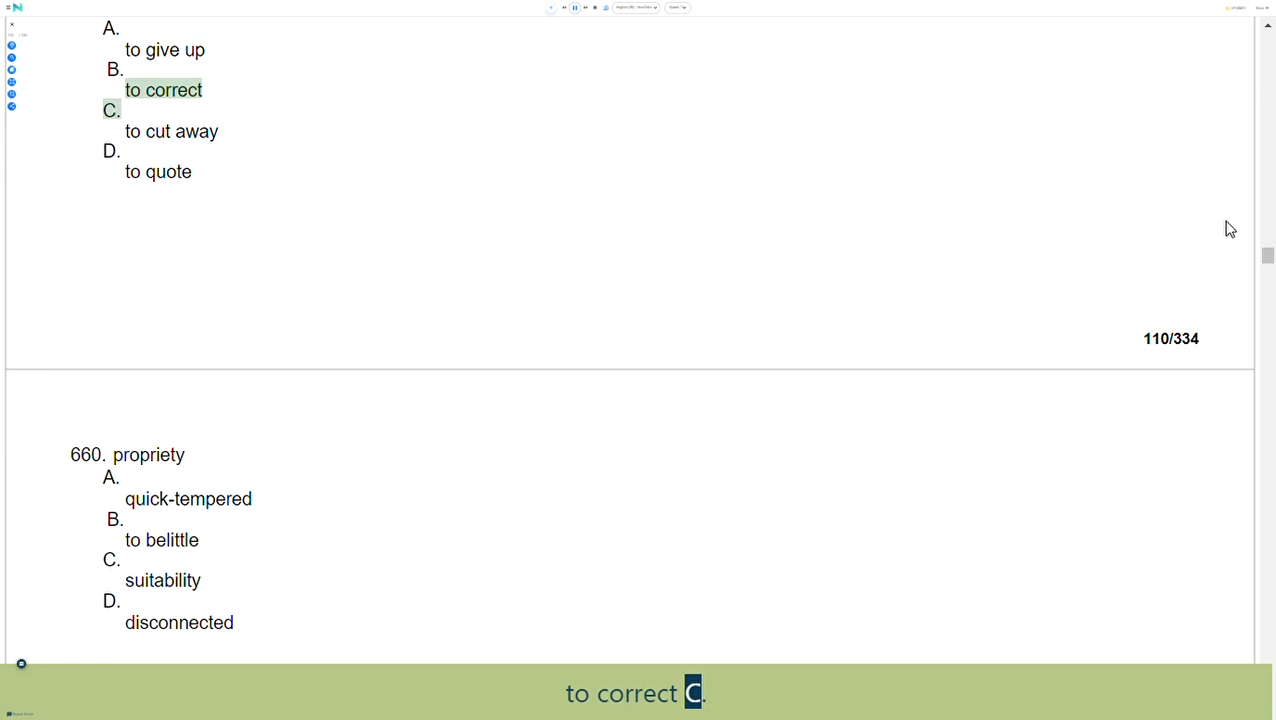 A.
to give up
B.
to correct
C.
to cut away
D.
to quote
110/334
660. propriety
A.
quick-tempered
B.
to belittle
C.
suitability
D.
disconnected
to correct C.